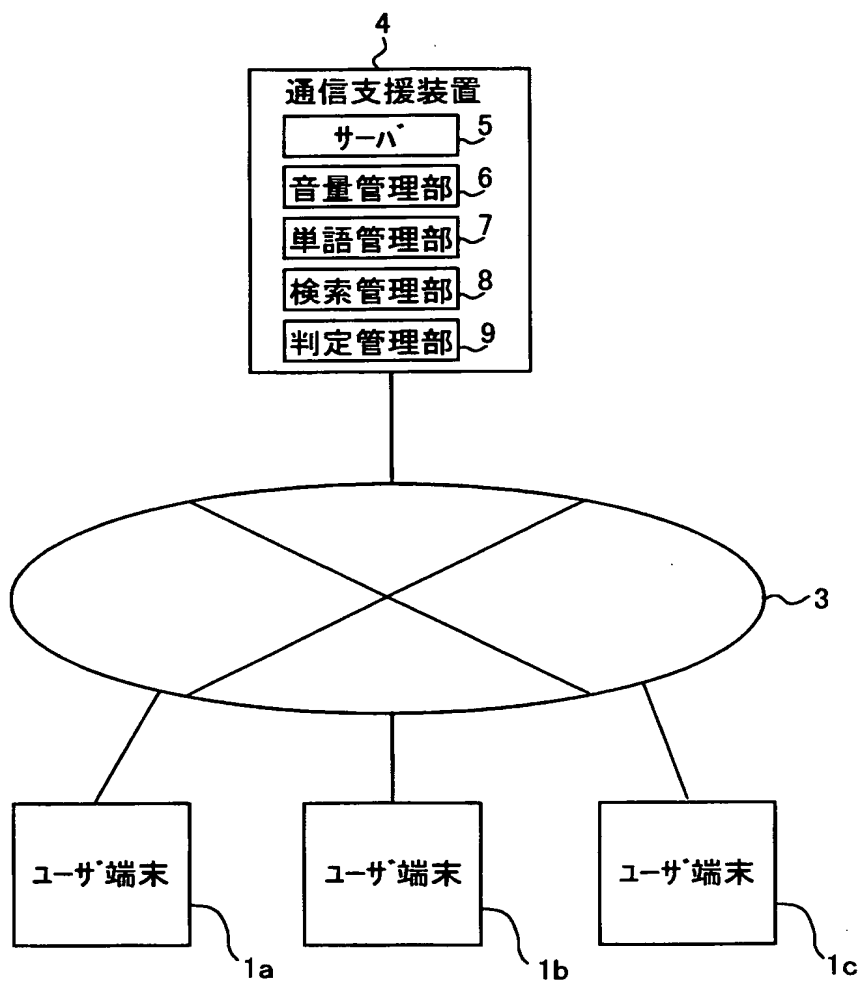 4
通信支援装置
サーバ 5
音量管理部 6
単語管理部 7
検索管理部 8
判定管理部 9
3
ユーザ端末 ユーザ端末 ユーザ端末
1a 1b 1c